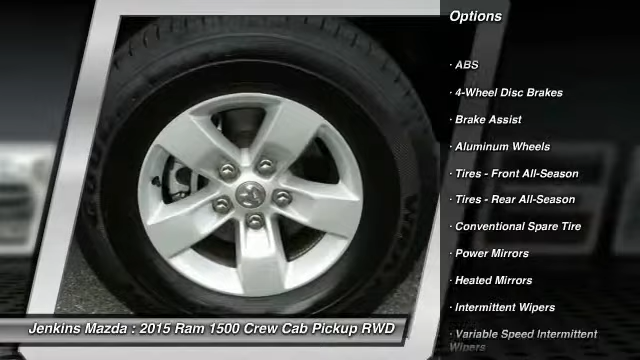 Options
· ABS
· 4-Wheel Disc Brakes
· Brake Assist
· Aluminum Wheels
· Tires - Front All-Season
· Tires - Rear All-Season
· Conventional Spare Tire
· Power Mirrors
· Heated Mirrors
· Intermittent Wipers
· Variable Speed Intermittent
Wipers
Jenkins Mazda : 2015 Ram 1500 Crew Cab Pickup RWD